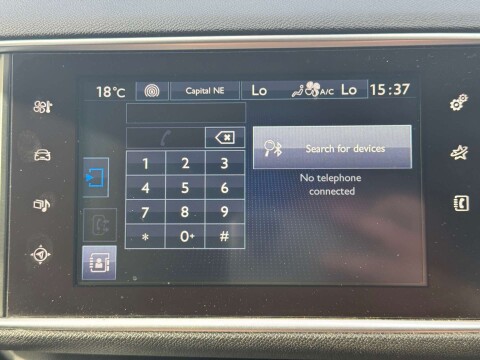 18°C Capital NE Lo A/C Lo 15:37
Search for devices
No telephone
connected
1 2 3
4 5 6
7 8 9
* 0+ #